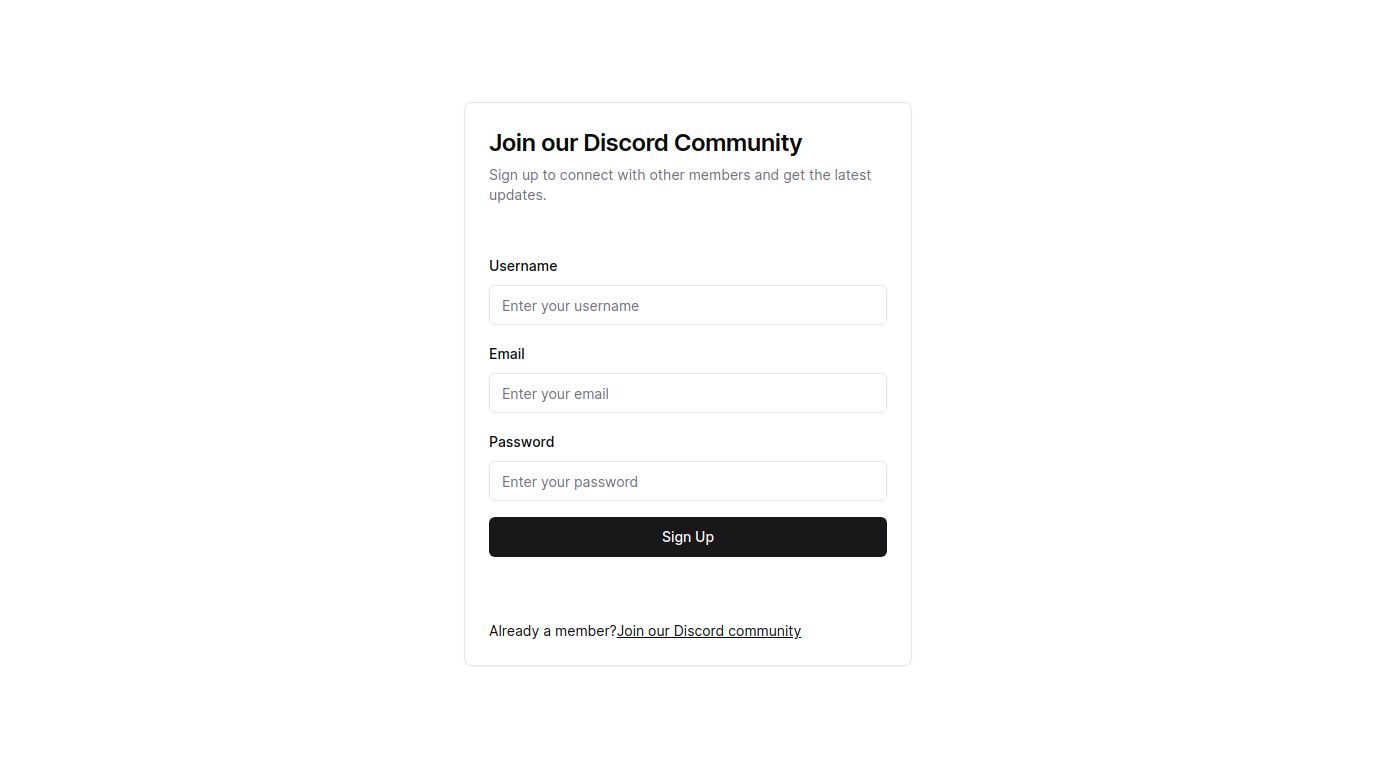 Join our Discord Community
Sign up to connect with other members and get the latest
updates.
Username
Enter your username
Email
Enter your email
Password
Enter your password
Sign Up
Already a member?Join our Discord community